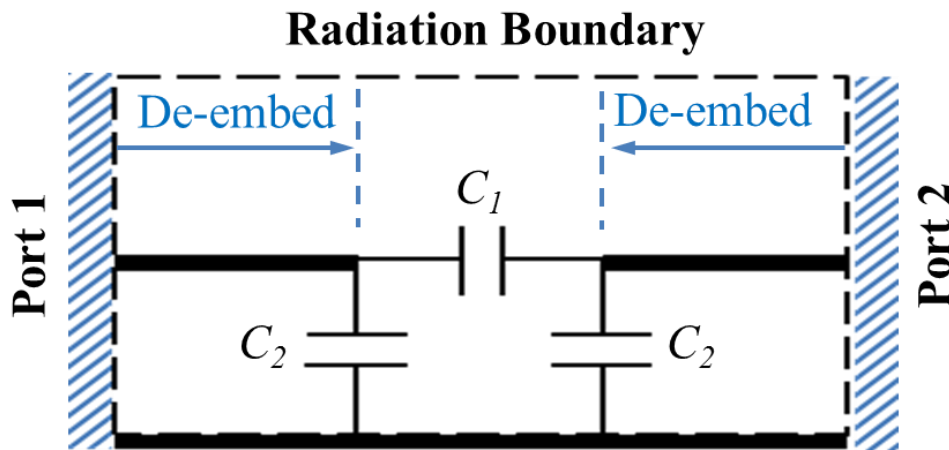 Radiation Boundary
De-embed
De-embed
C1
Port 1
Port 2
C2
C2